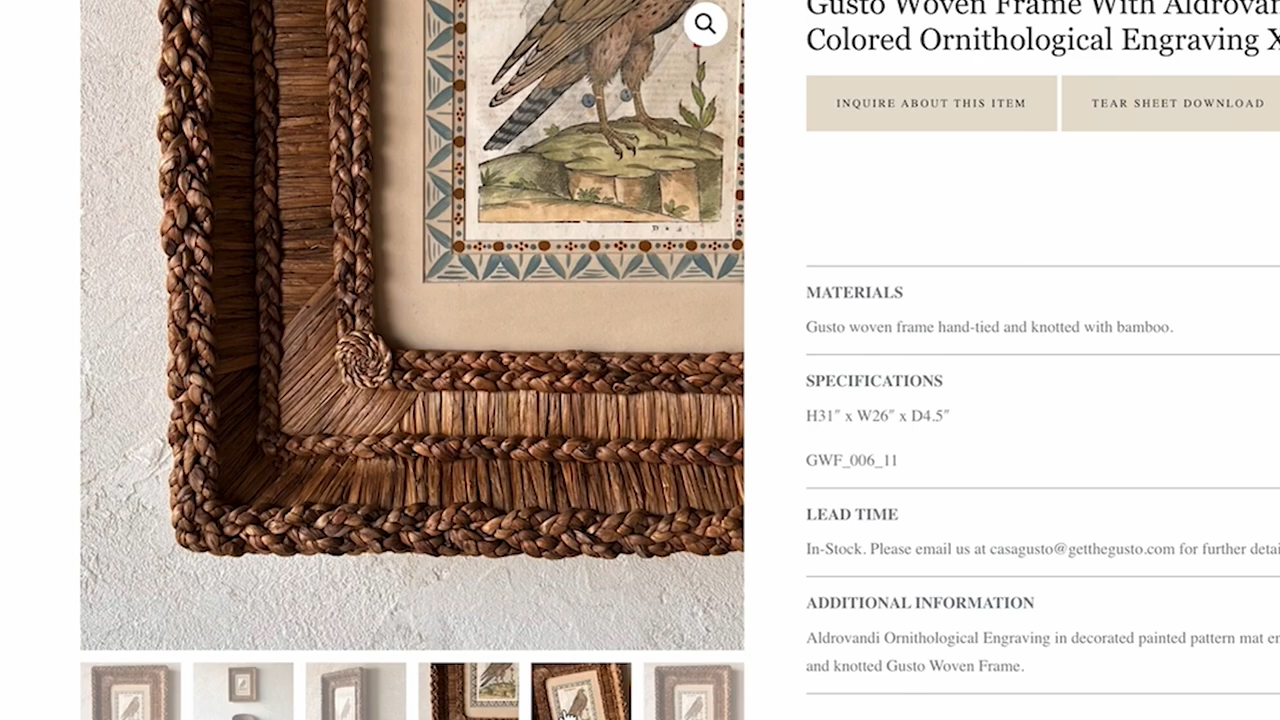 Gusto Woven Frame With
Colored Ornithological Engraving
INQUIRE ABOUT THIS ITEM
TEAR SHEET DOWNLOAD
MATERIALS
Gusto woven frame hand-tied and knotted with bamboo.
SPECIFICATIONS
H31″ x W26″ x D4.5″
GWF_006_11
LEAD TIME
In-Stock. Please email us at casagusto@getthegusto.com for further
ADDITIONAL INFORMATION
Aldrovandi Ornithological Engraving in decorated painted pattern mat
and knotted Gusto Woven Frame.